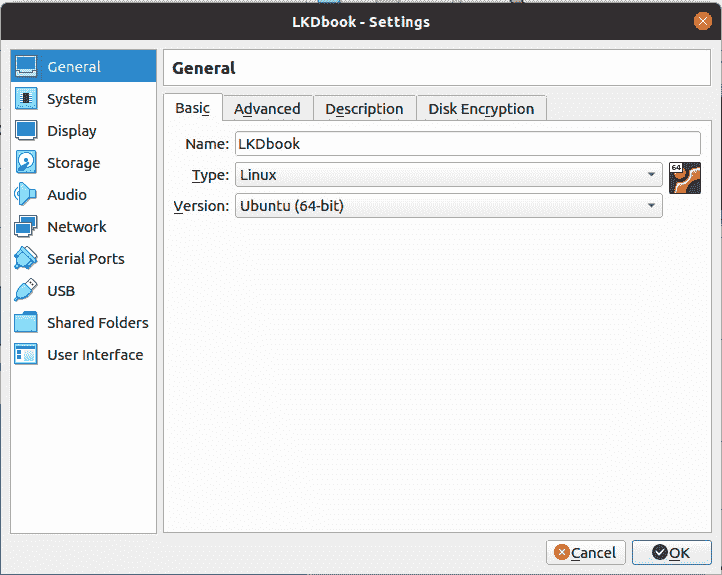 LKDbook - Settings
General
System
Display
Storage
Audio
Network
Serial Ports
USB
Shared Folders
User Interface
General
Basic Advanced Description Disk Encryption
Name: LKDbook
Type: Linux
64
Version: Ubuntu (64-bit)
Cancel OK